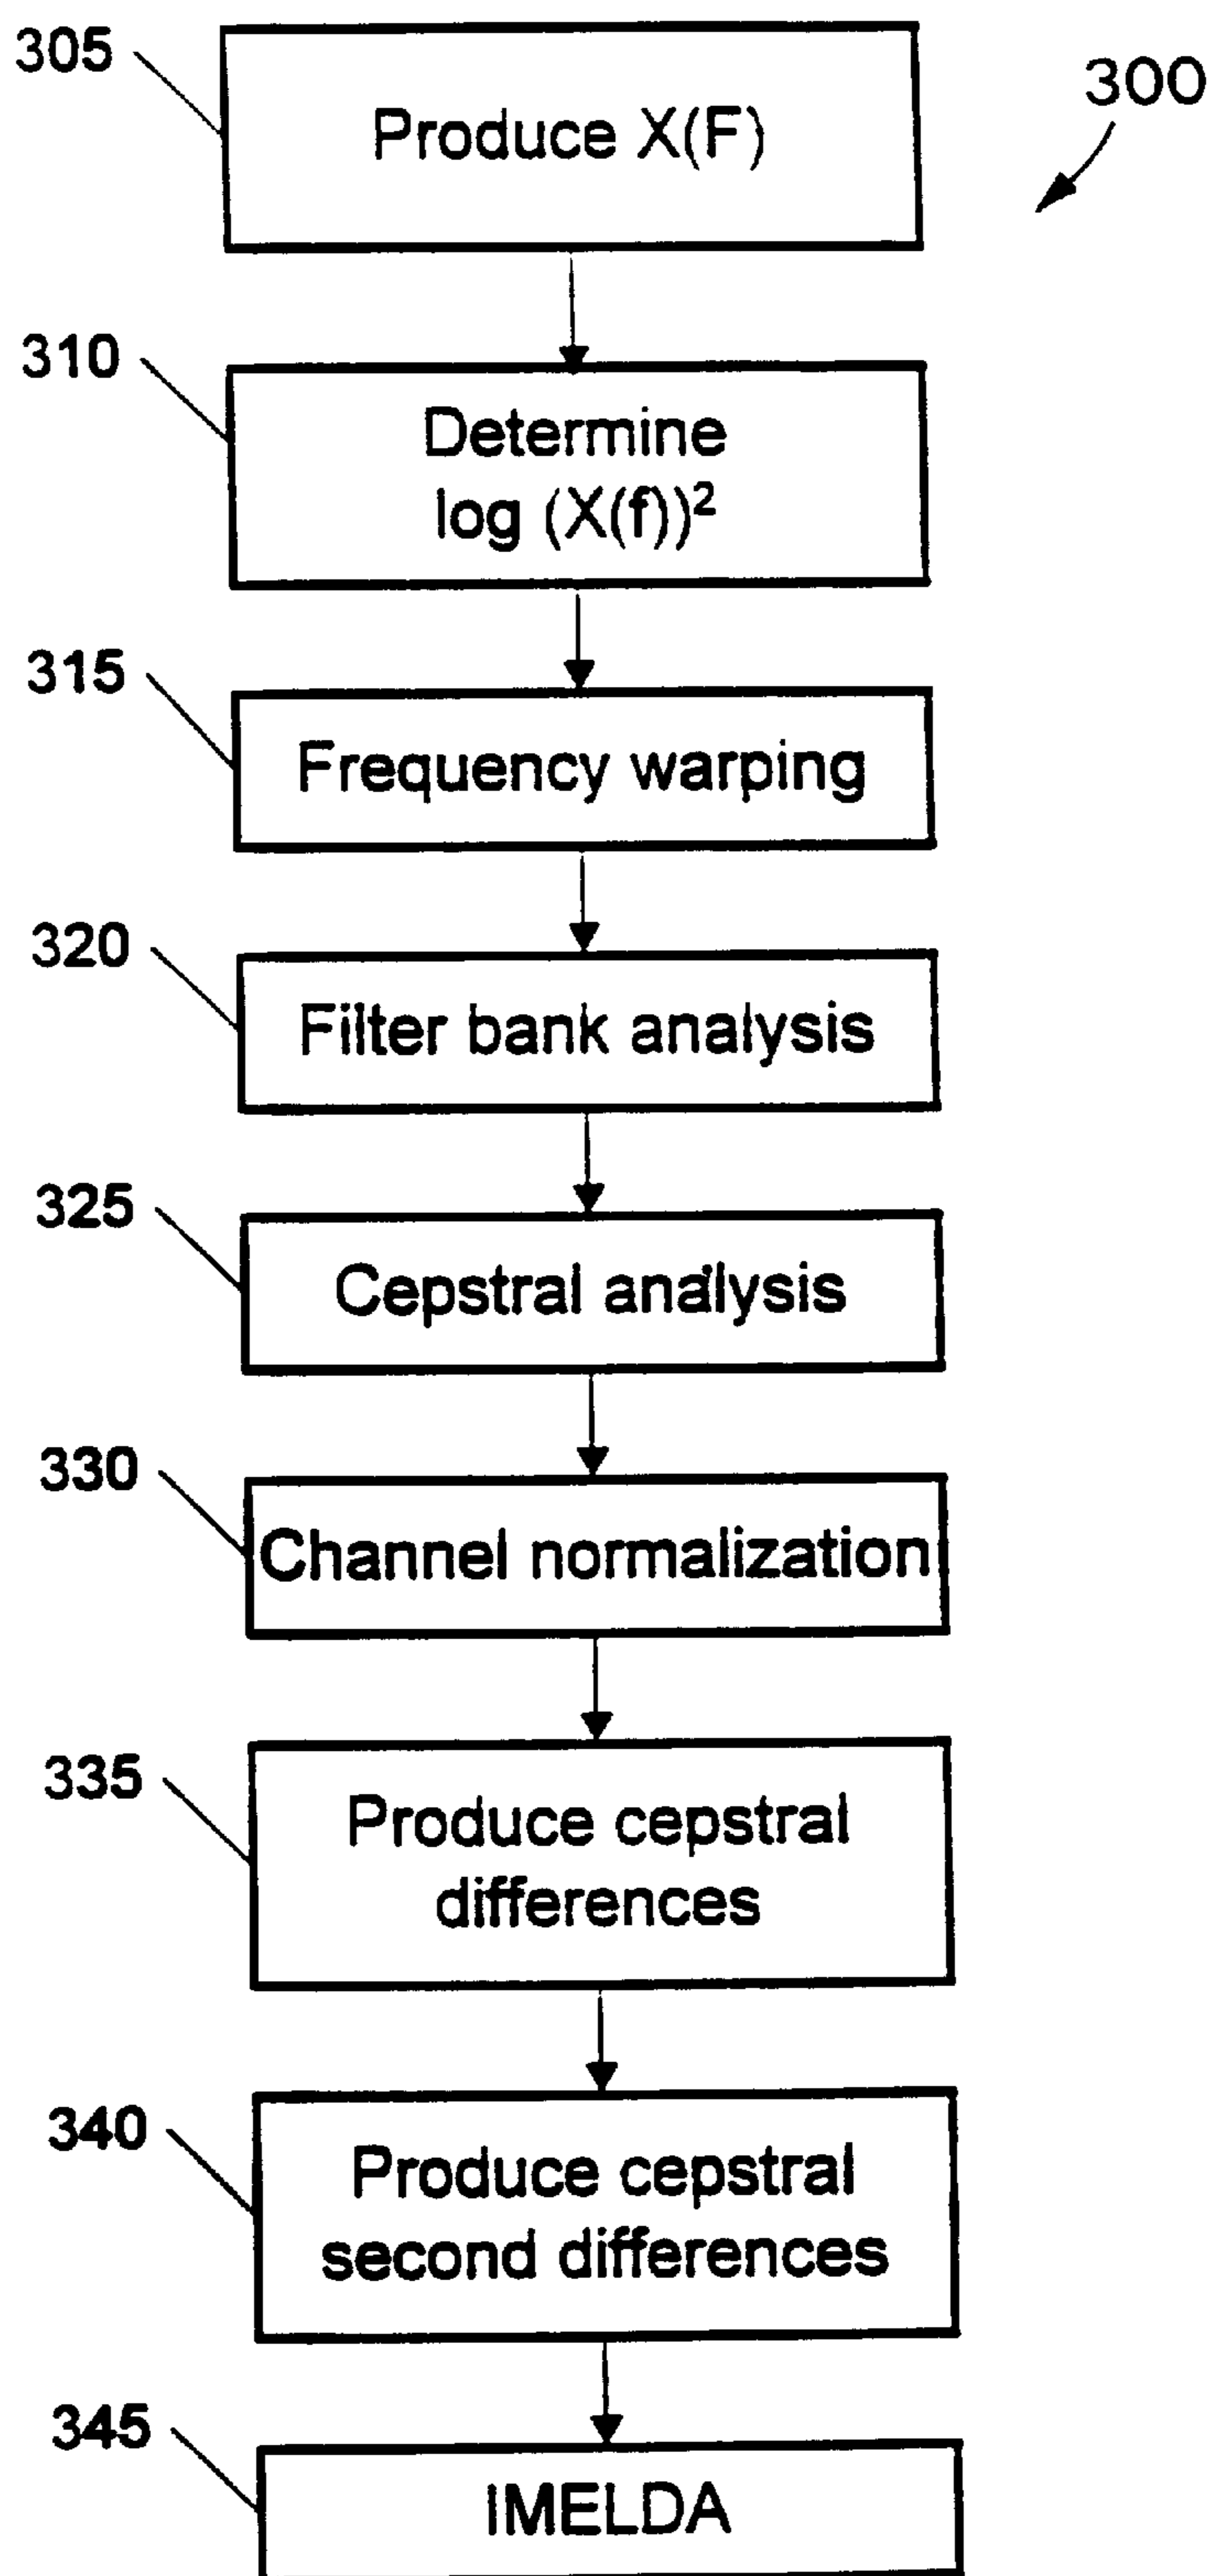 305
Produce X(F)
300
310
Determine
log (X(f))²
315
Frequency warping
320
Filter bank analysis
325
Cepstral analysis
330
Channel normalization
335
Produce cepstral
differences
340
Produce cepstral
second differences
345
IMELDA